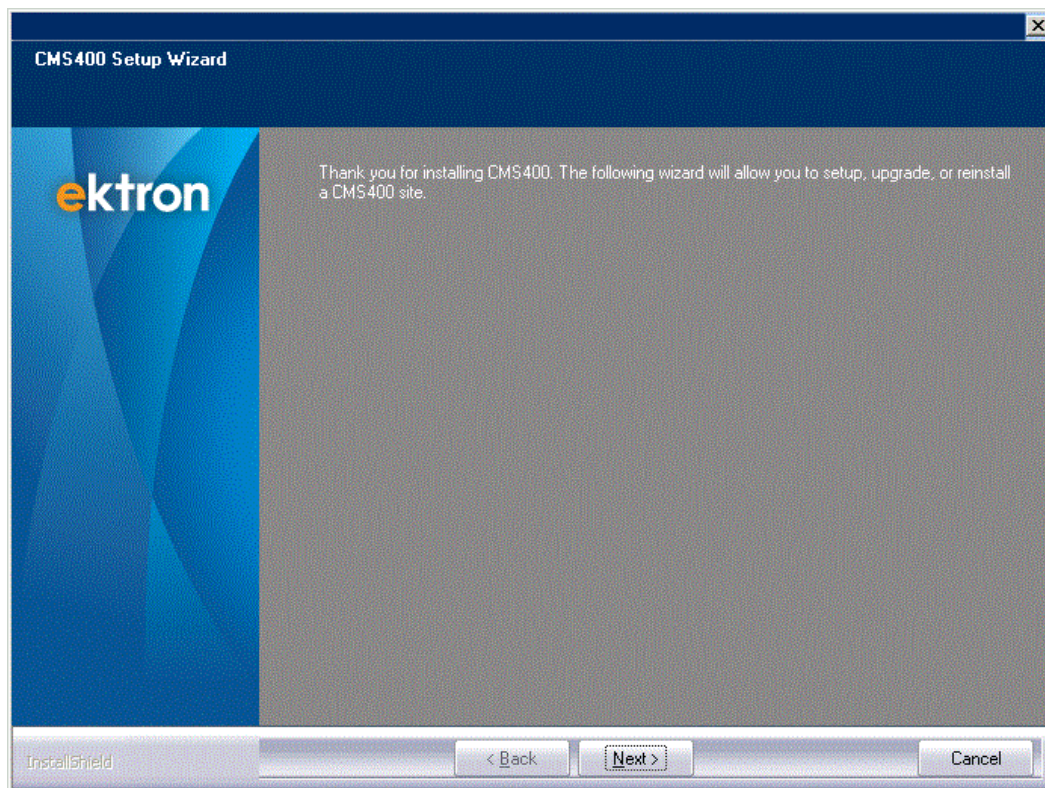 CMS400 Setup Wizard
ektron
Thank you for installing CMS400. The following wizard will allow you to setup, upgrade, or reinstall
a CMS400 site.
InstallShield
< Back
Next >
Cancel